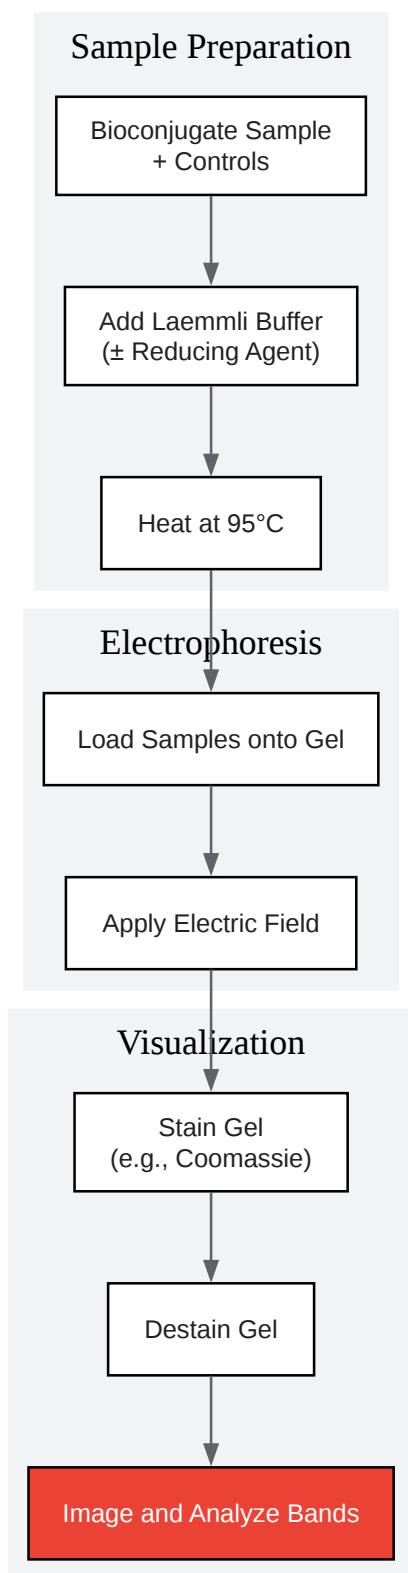 Sample Preparation
Bioconjugate Sample
+ Controls
Add Laemmli Buffer
(± Reducing Agent)
Heat at 95°C
Electrophoresis
Load Samples onto Gel
Apply Electric Field
Visualization
Stain Gel
(e.g., Coomassie)
Destain Gel
Image and Analyze Bands